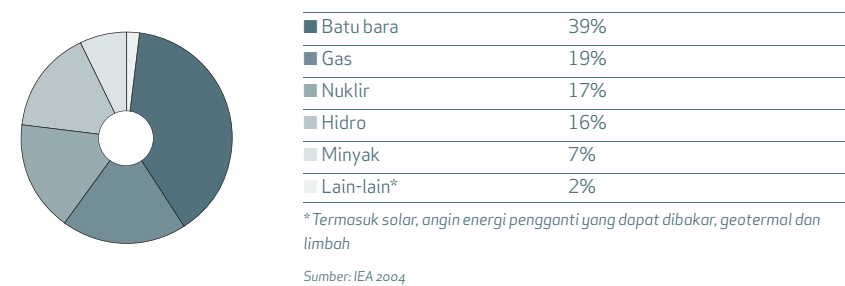 Batu bara 39%
Gas 19%
Nuklir 17%
Hidro 16%
Minyak 7%
Lain-lain* 2%
* Termasuk solar, angin energi pengganti yang dapat dibakar, geotermal dan
limbah
Sumber: IEA 2004